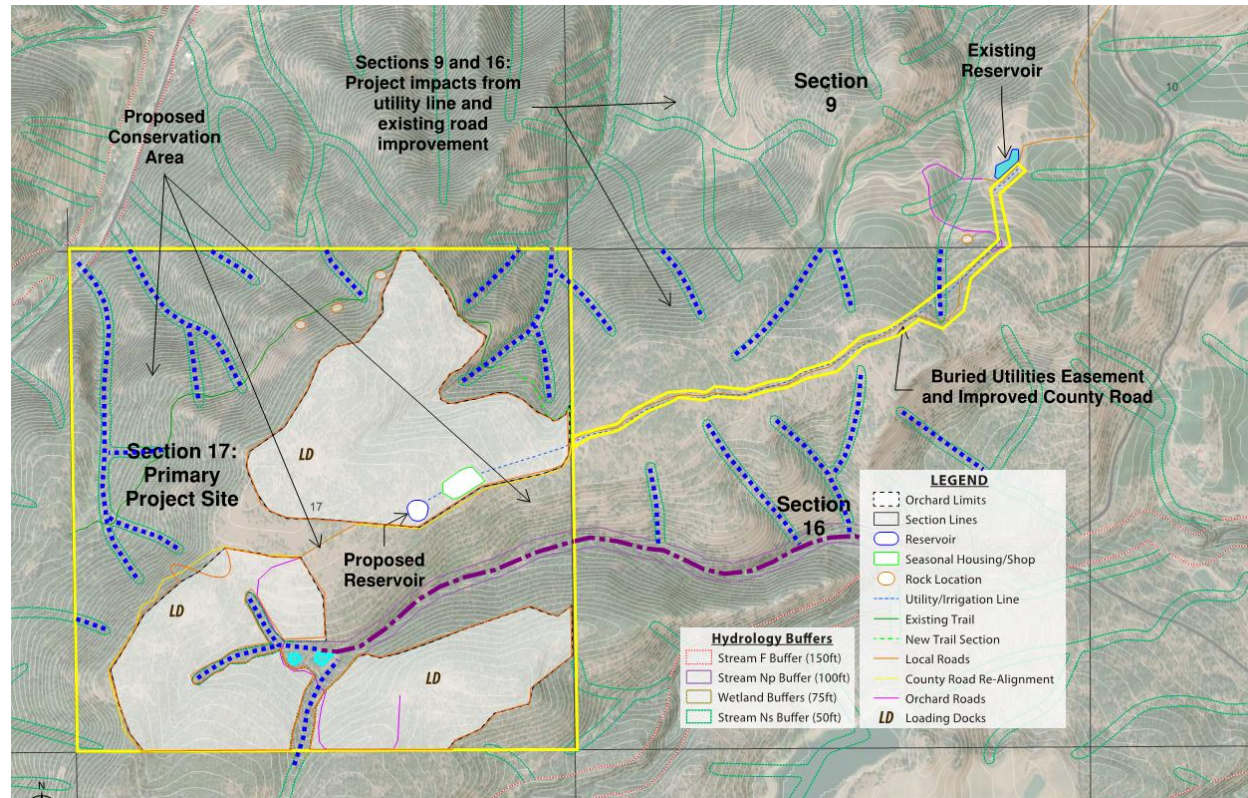 Proposed
Conservation
Area
Sections 9 and 16:
Project impacts from
utility line and
existing road
improvement
Section
9
Existing
Reservoir
10
Buried Utilities Easement
and Improved County Road
Section 17:
Primary
Project Site
LD
17
Proposed
Reservoir
Section
16
LD
LD
LEGEND
Orchard Limits
Section Lines
Reservoir
Seasonal Housing/Shop
Rock Location
Utility/Irrigation Line
Existing Trail
New Trail Section
Local Roads
County Road Re-Alignment
Orchard Roads
LD Loading Docks
Hydrology Buffers
Stream F Buffer (150ft)
Stream Np Buffer (100ft)
Wetland Buffers (75ft)
Stream Ns Buffer (50ft)
N